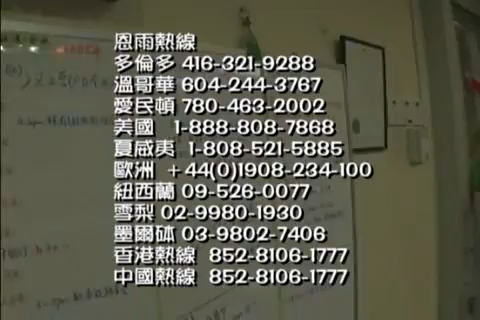 恩雨熱線
多倫多 416-321-9288
溫哥華 604-244-3767
愛民頓 780-463-2002
美國 1-888-808-7868
夏威夷 1-808-521-5885
歐洲 +44(0)1908-234-100
紐西蘭 09-526-0077
雪梨 02-9980-1930
墨爾砵 03-9802-7406
香港熱線 852-8106-1777
中國熱線 852-8106-1777